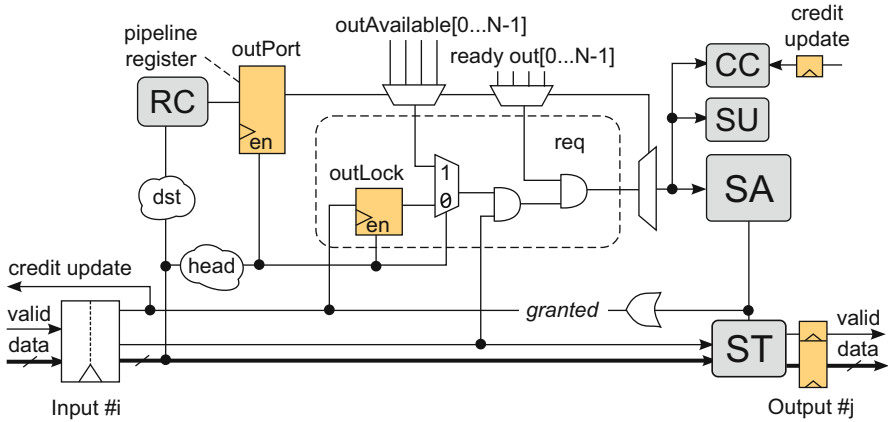 outAvailable[0...N-1]
credit
update
pipeline
register
outPort
ready out[0...N-1]
CC
RC
en
SU
req
outLock
1
0
SA
dst
en
head
credit update
granted
valid
data
ST
valid
data
Input #i
Output #j